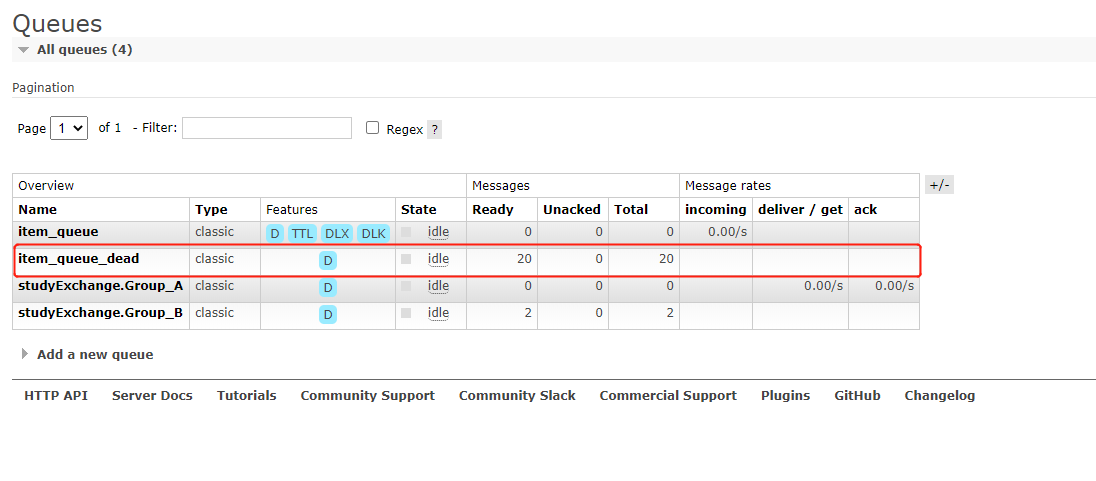 Queues
All queues (4)
Pagination
Page 1 of 1 - Filter: Regex ?
Overview Messages Message rates +/-
Name Type Features State Ready Unacked Total incoming deliver / get ack
item_queue classic D TTL DLX DLK idle 0 0 0 0.00/s
item_queue_dead classic D idle 20 0 20
studyExchange.Group_A classic D idle 0 0 0 0.00/s 0.00/s
studyExchange.Group_B classic D idle 2 0 2
Add a new queue
HTTP API Server Docs Tutorials Community Support Community Slack Commercial Support Plugins GitHub Changelog